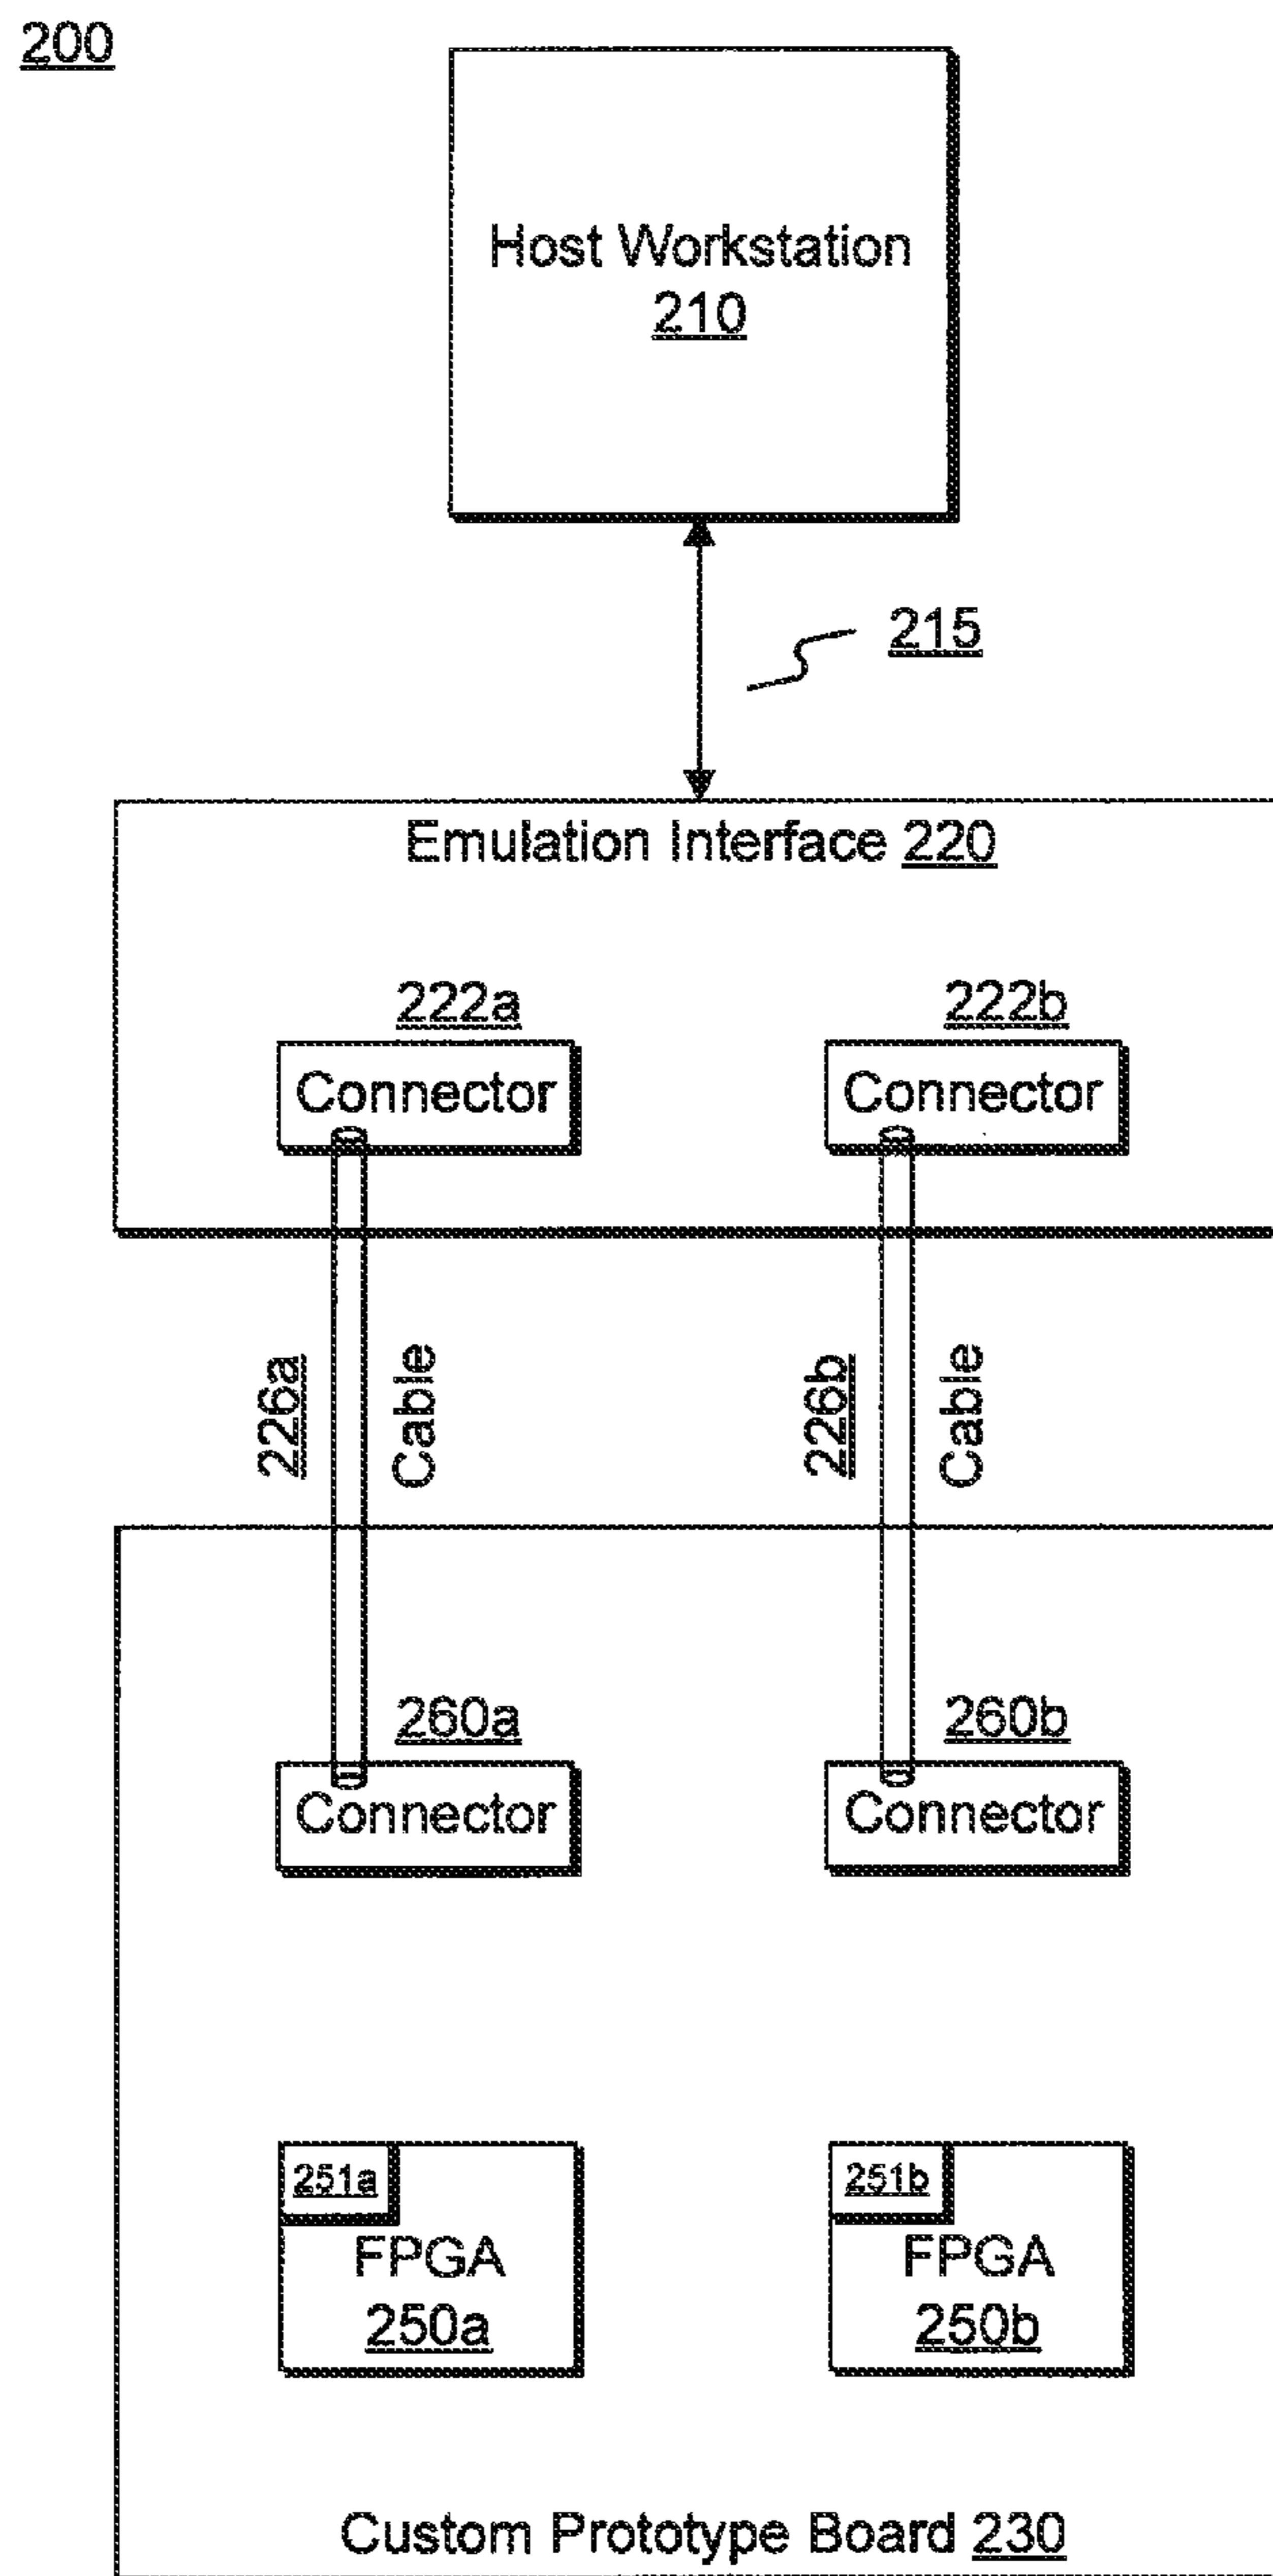 200
Host Workstation
210
215
Emulation Interface 220
222a
222b
Connector
Connector
226a
Cable
226b
Cable
260a
260b
Connector
Connector
251a
251b
FPGA
FPGA
250a
250b
Custom Prototype Board 230